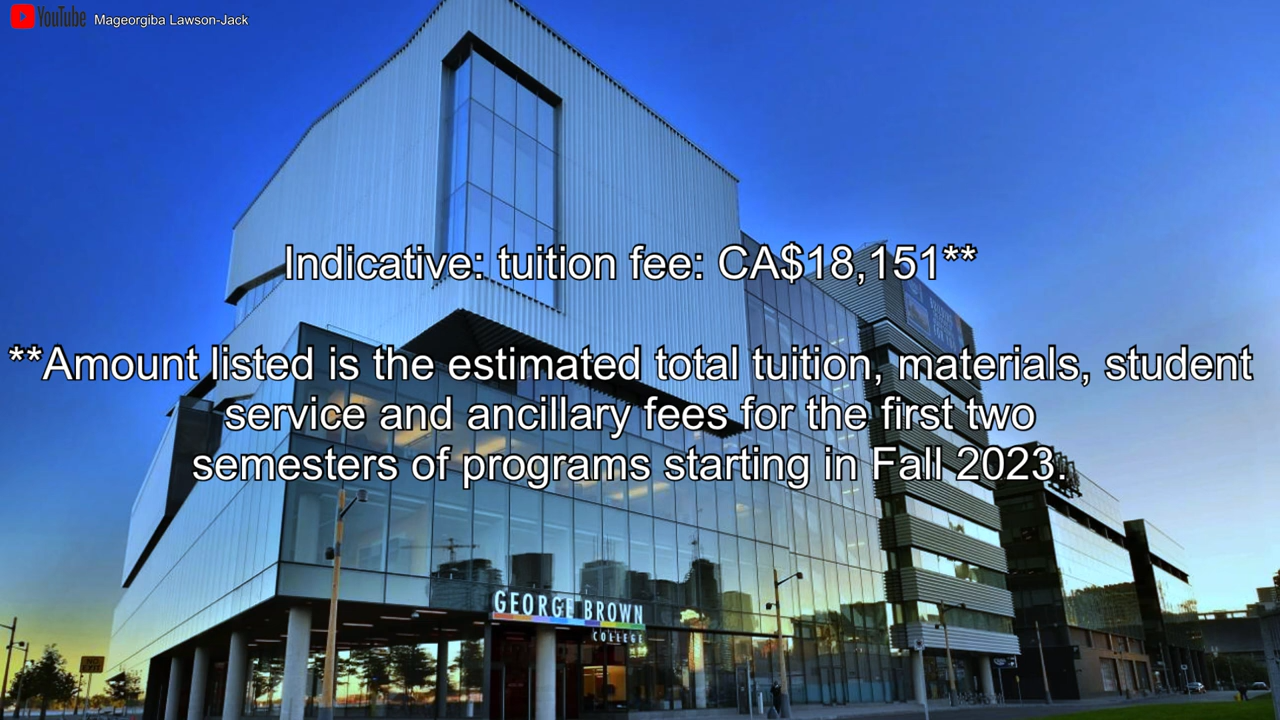 YouTube Mageorgiba Lawson-Jack
Indicative: tuition fee: CA$18,151**
**Amount listed is the estimated total tuition, materials, student
service and ancillary fees for the first two
semesters of programs starting in Fall 2023.
GEORGE BROWN
COLLEGE
NO